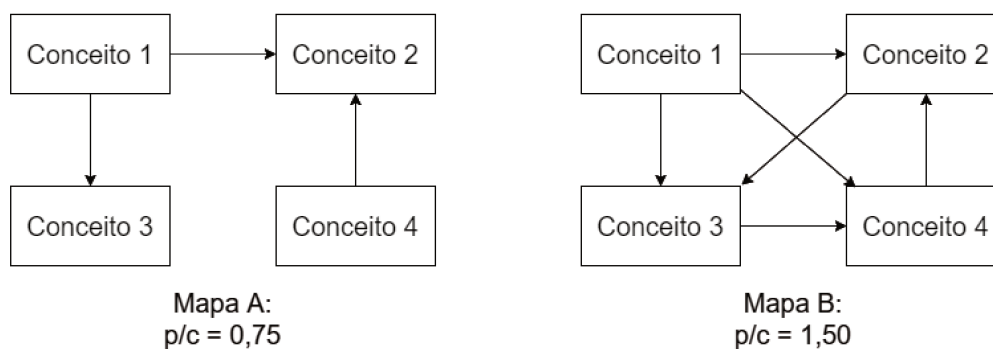 Conceito 1
Conceito 2
Conceito 3
Conceito 4
Mapa A:
p/c = 0,75
Conceito 1
Conceito 2
Conceito 3
Conceito 4
Mapa B:
p/c = 1,50